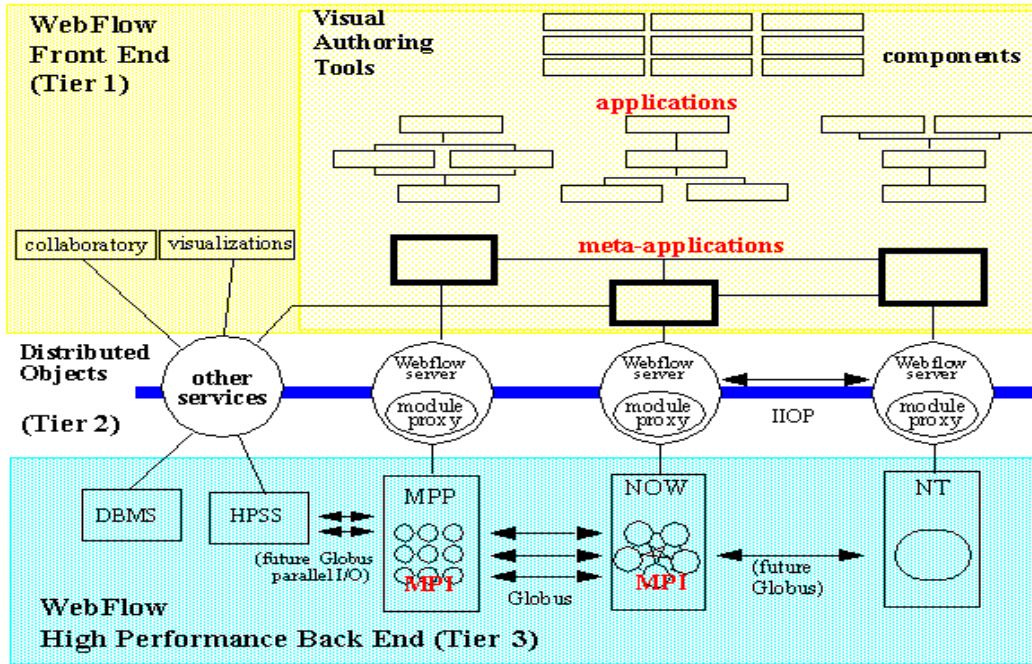 WebFlow
Front End
(Tier 1)
Visual
Authoring
Tools
components
applications
collaboratory
visualizations
meta-applications
Distributed
Objects
(Tier 2)
other
services
Webflow
server
module
proxy
Webflow
server
module
proxy
IIOP
Webflow
server
module
proxy
DBMS
HPSS
(future Globus
parallel I/O)
MPP
MPI
Globus
NOW
MPI
(future
Globus)
NT
WebFlow
High Performance Back End (Tier 3)